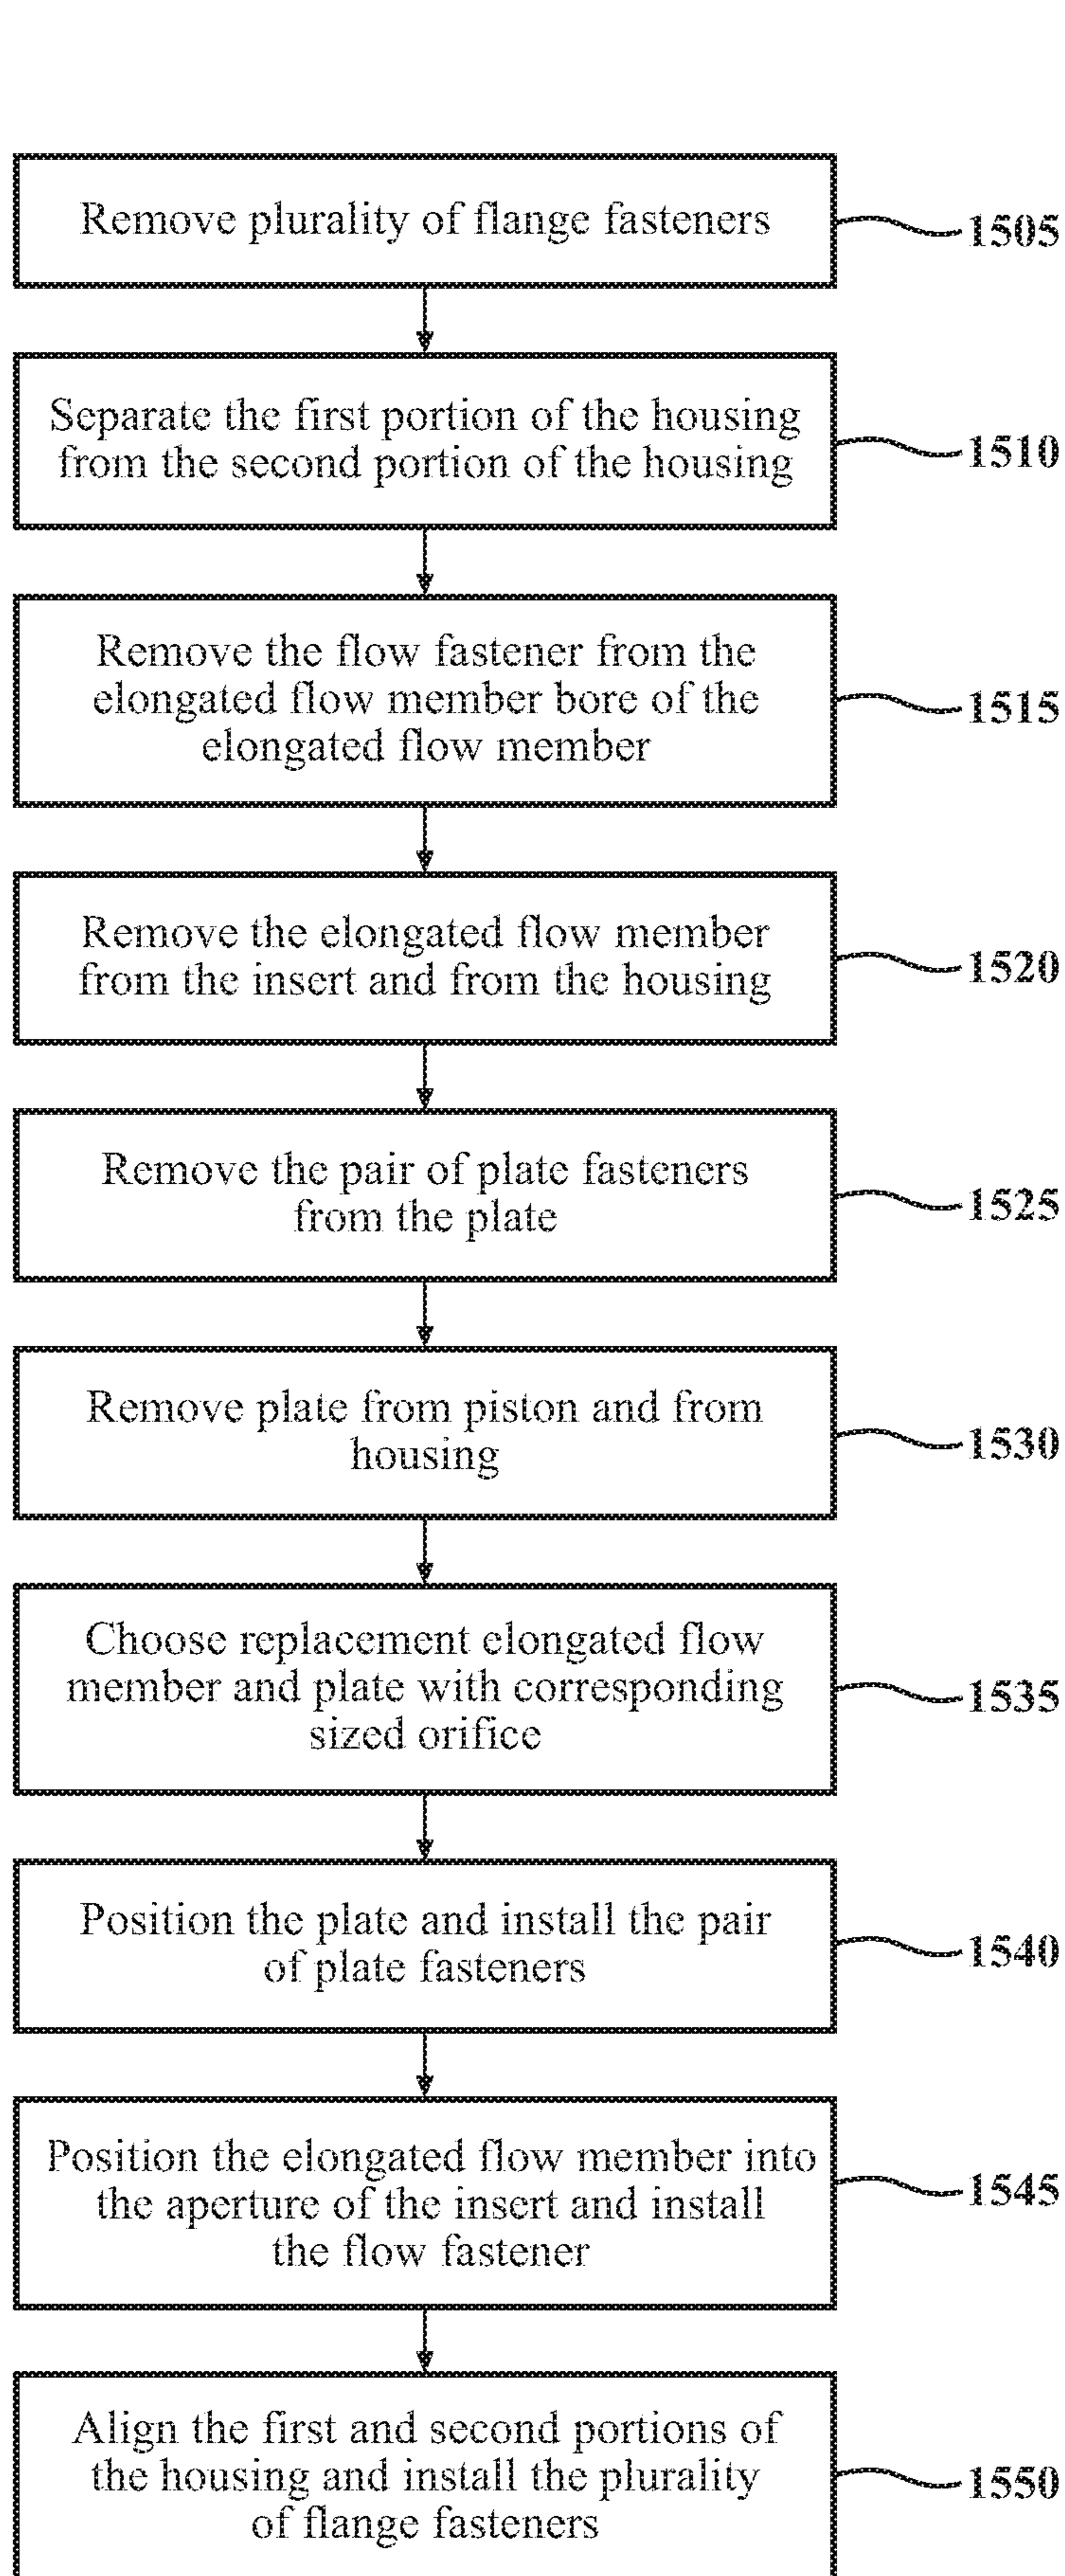 Remove plurality of flange fasteners
1505
Separate the first portion of the housing
from the second portion of the housing
1510
Remove the flow fastener from the
elongated flow member bore of the
elongated flow member
1515
Remove the elongated flow member
from the insert and from the housing
1520
Remove the pair of plate fasteners
from the plate
1525
Remove plate from piston and from
housing
1530
Choose replacement elongated flow
member and plate with corresponding
sized orifice
1535
Position the plate and install the pair
of plate fasteners
1540
Position the elongated flow member into
the aperture of the insert and install
the flow fastener
1545
Align the first and second portions of
the housing and install the plurality
of flange fasteners
1550